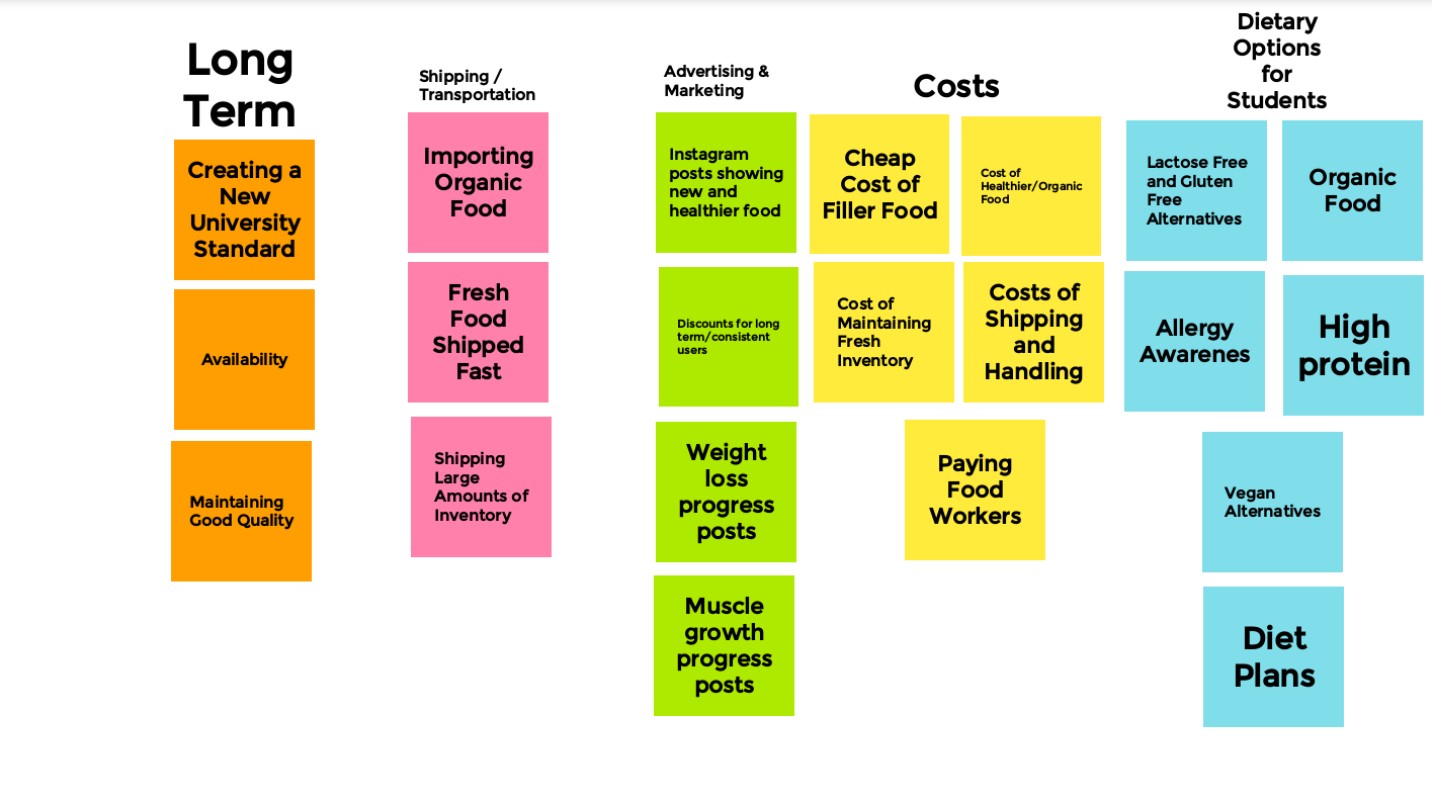 Long
Term
Creating a
New
University
Standard
Availability
Maintaining
Good Quality
Shipping /
Transportation
Importing
Organic
Food
Fresh
Food
Shipped
Fast
Shipping
Large
Amounts of
Inventory
Advertising &
Marketing
Instagram
posts showing
new and
healthier food
Discounts for long
term/consistent
users
Weight
loss
progress
posts
Muscle
growth
progress
posts
Costs
Cheap
Cost of
Filler Food
Cost of
Healthier/Organic
Food
Cost of
Maintaining
Fresh
Inventory
Costs of
Shipping
and
Handling
Paying
Food
Workers
Dietary
Options
for
Students
Lactose Free
and Gluten
Free
Alternatives
Organic
Food
Allergy
Awarenes
High
protein
Vegan
Alternatives
Diet
Plans